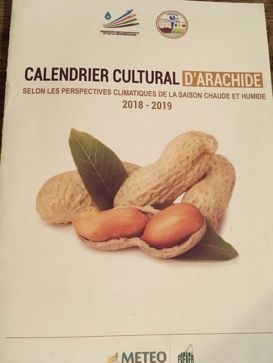 CALENDRIER CULTURAL D'ARACHIDE
SELON LES PERSPECTIVES CLIMATIQUES DE LA SAISON CHAUDE ET HUMIDE
2018 - 2019
METEO